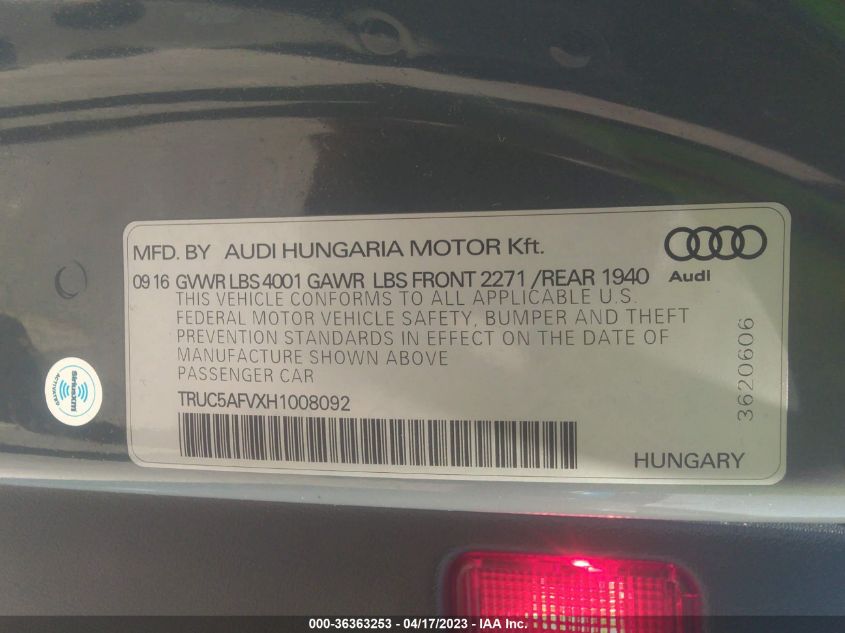 MFD. BY AUDI HUNGARIA MOTOR Kft.
Audi
09 16 GVWR LBS 4001 GAWR LBS FRONT 2271 /REAR 1940
THIS VEHICLE CONFORMS TO ALL APPLICABLE U.S.
FEDERAL MOTOR VEHICLE SAFETY, BUMPER AND THEFT
PREVENTION STANDARDS IN EFFECT ON THE DATE OF
MANUFACTURE SHOWN ABOVE
PASSENGER CAR
TRUC5AFVXH1008092
3620606
HUNGARY
siriusxm
ACTIVATED
000-36363253 - 04/17/2023 - IAA Inc.